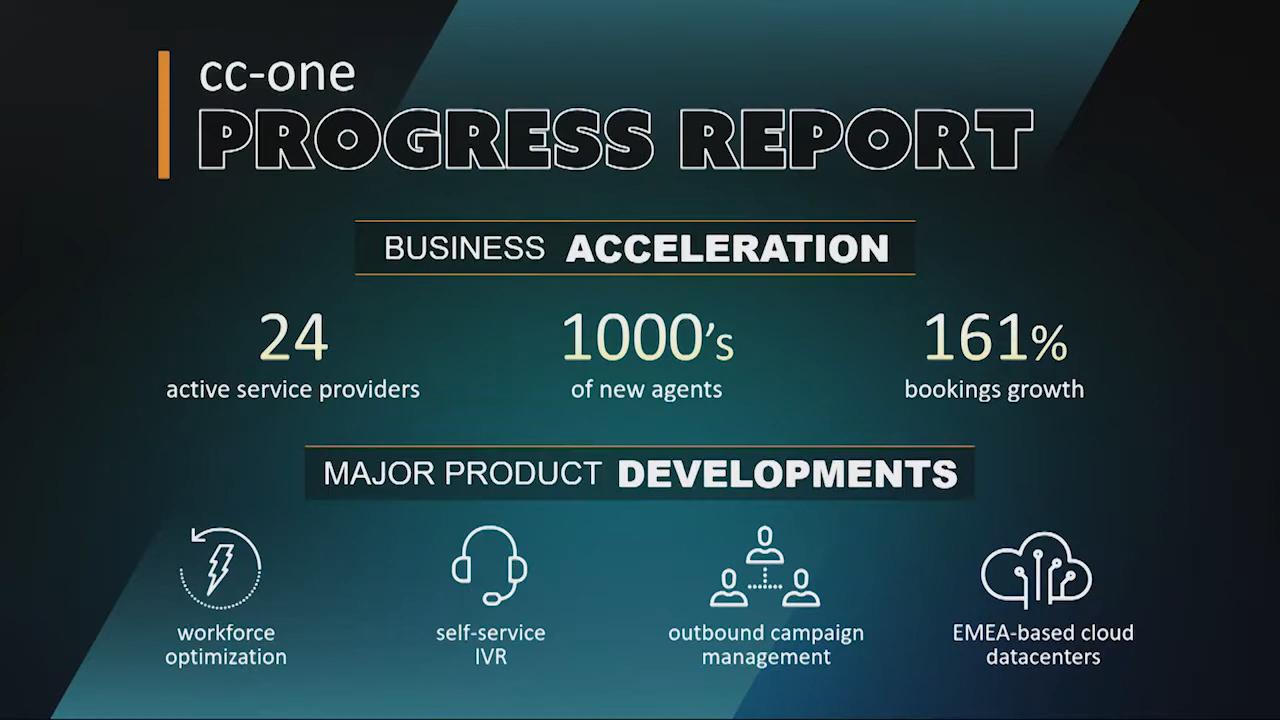 cc-one
PROGRESS REPORT
BUSINESS ACCELERATION
24
1000's
161%
active service providers
of new agents
bookings growth
MAJOR PRODUCT DEVELOPMENTS
workforce
optimization
self-service
IVR
outbound campaign
management
EMEA-based cloud
datacenters